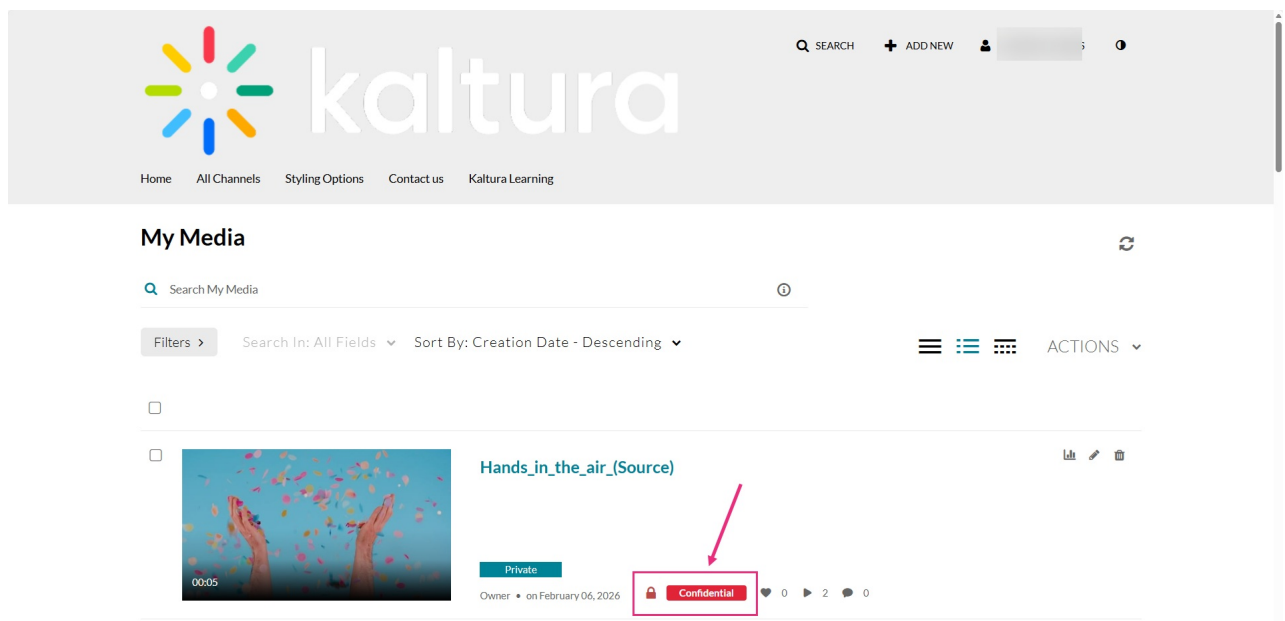 kaltura
SEARCH ADD NEW
Home All Channels Styling Options Contact us Kaltura Learning
My Media
Search My Media
Filters > Search In: All Fields Sort By: Creation Date - Descending ACTIONS
Hands_in_the_air_(Source)
Private
00:05
Owner • on February 06, 2026 Confidential 0 2 0